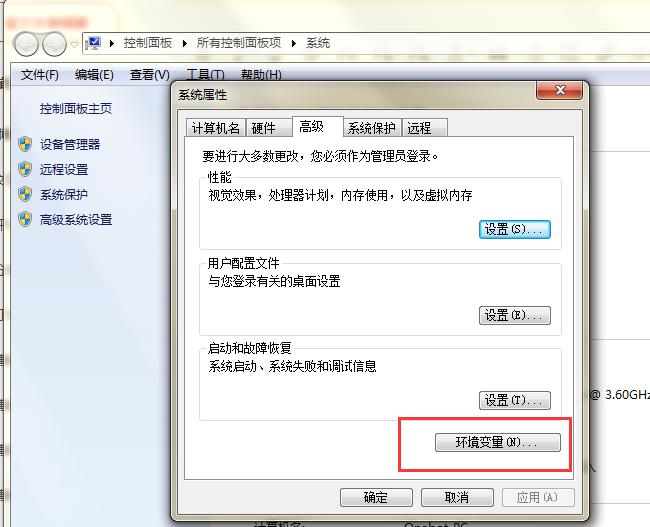 控制面板 所有控制面板项 系统
文件(F) 编辑(E) 查看(V) 工具(T) 帮助(H)
控制面板主页
设备管理器
远程设置
系统保护
高级系统设置
系统属性
计算机名 硬件 高级 系统保护 远程
要进行大多数更改，您必须作为管理员登录。
性能
视觉效果，处理器计划，内存使用，以及虚拟内存
设置(S)...
用户配置文件
与您登录有关的桌面设置
设置(E)...
启动和故障恢复
系统启动、系统失败和调试信息
设置(T)...
@ 3.60GHz
环境变量(N)...
确定 取消 应用(A)
计算机名: